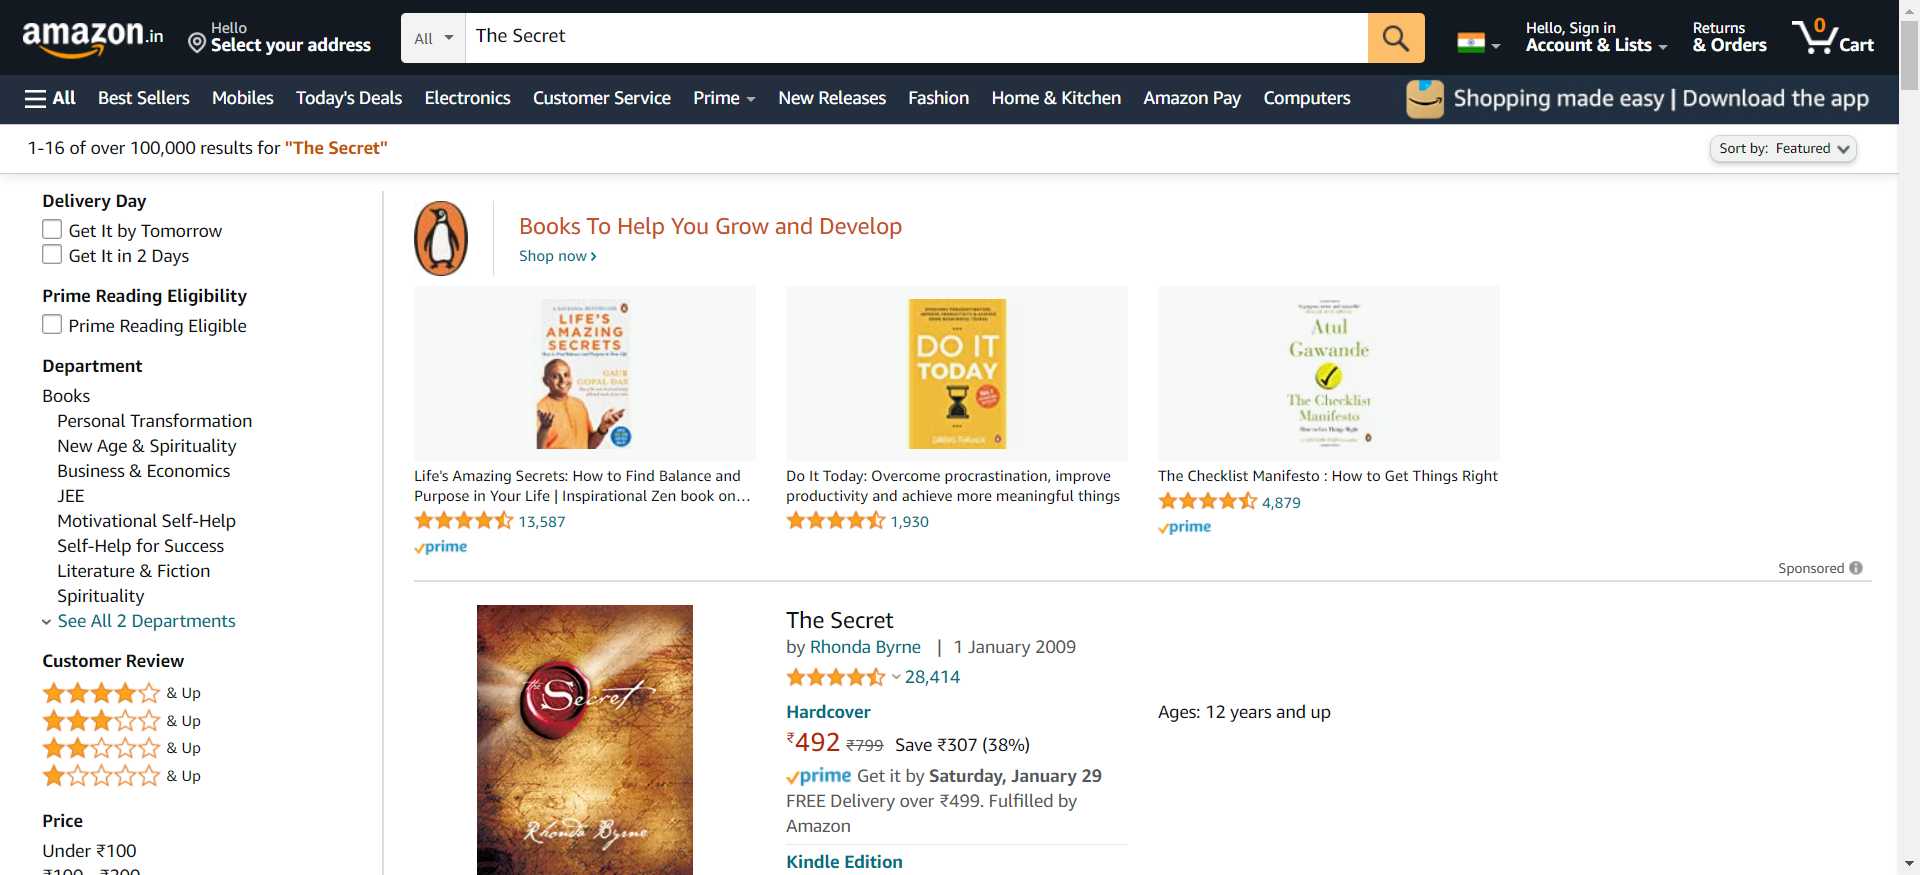 amazon.in
Hello
Select your address
All
The Secret
Hello, Sign in
Account & Lists
Returns
& Orders
0
Cart
All
Best Sellers
Mobiles
Today's Deals
Electronics
Customer Service
Prime
New Releases
Fashion
Home & Kitchen
Amazon Pay
Computers
Shopping made easy | Download the app
1-16 of over 100,000 results for "The Secret"
Sort by: Featured
Delivery Day
Get It by Tomorrow
Get It in 2 Days
Prime Reading Eligibility
Prime Reading Eligible
Department
Books
Personal Transformation
New Age & Spirituality
Business & Economics
JEE
Motivational Self-Help
Self-Help for Success
Literature & Fiction
Spirituality
See All 2 Departments
Customer Review
& Up
& Up
& Up
& Up
Price
Under ₹100
₹100 - ₹200
Books To Help You Grow and Develop
Shop now ›
LIFE'S
AMAZING
SECRETS
GAUR
GOPAL DAS
Life's Amazing Secrets: How to Find Balance and
Purpose in Your Life | Inspirational Zen book on...
13,587
prime
DO IT
TODAY
Do It Today: Overcome procrastination, improve
productivity and achieve more meaningful things
1,930
Atul
Gawande
The Checklist
Manifesto
How to Get Things Right
The Checklist Manifesto : How to Get Things Right
4,879
prime
Sponsored
the Secret
Rhonda Byrne
The Secret
by Rhonda Byrne | 1 January 2009
28,414
Hardcover
₹492 ₹799 Save ₹307 (38%)
prime Get it by Saturday, January 29
FREE Delivery over ₹499. Fulfilled by
Amazon
Kindle Edition
Ages: 12 years and up